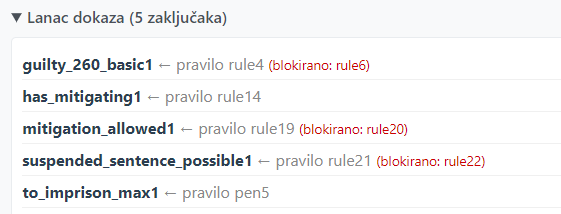 ▼ Lanac dokaza (5 zaključaka)
guilty_260_basic1 ← pravilo rule4 (blokirano: rule6)
has_mitigating1 ← pravilo rule14
mitigation_allowed1 ← pravilo rule19 (blokirano: rule20)
suspended_sentence_possible1 ← pravilo rule21 (blokirano: rule22)
to_imprison_max1 ← pravilo pen5